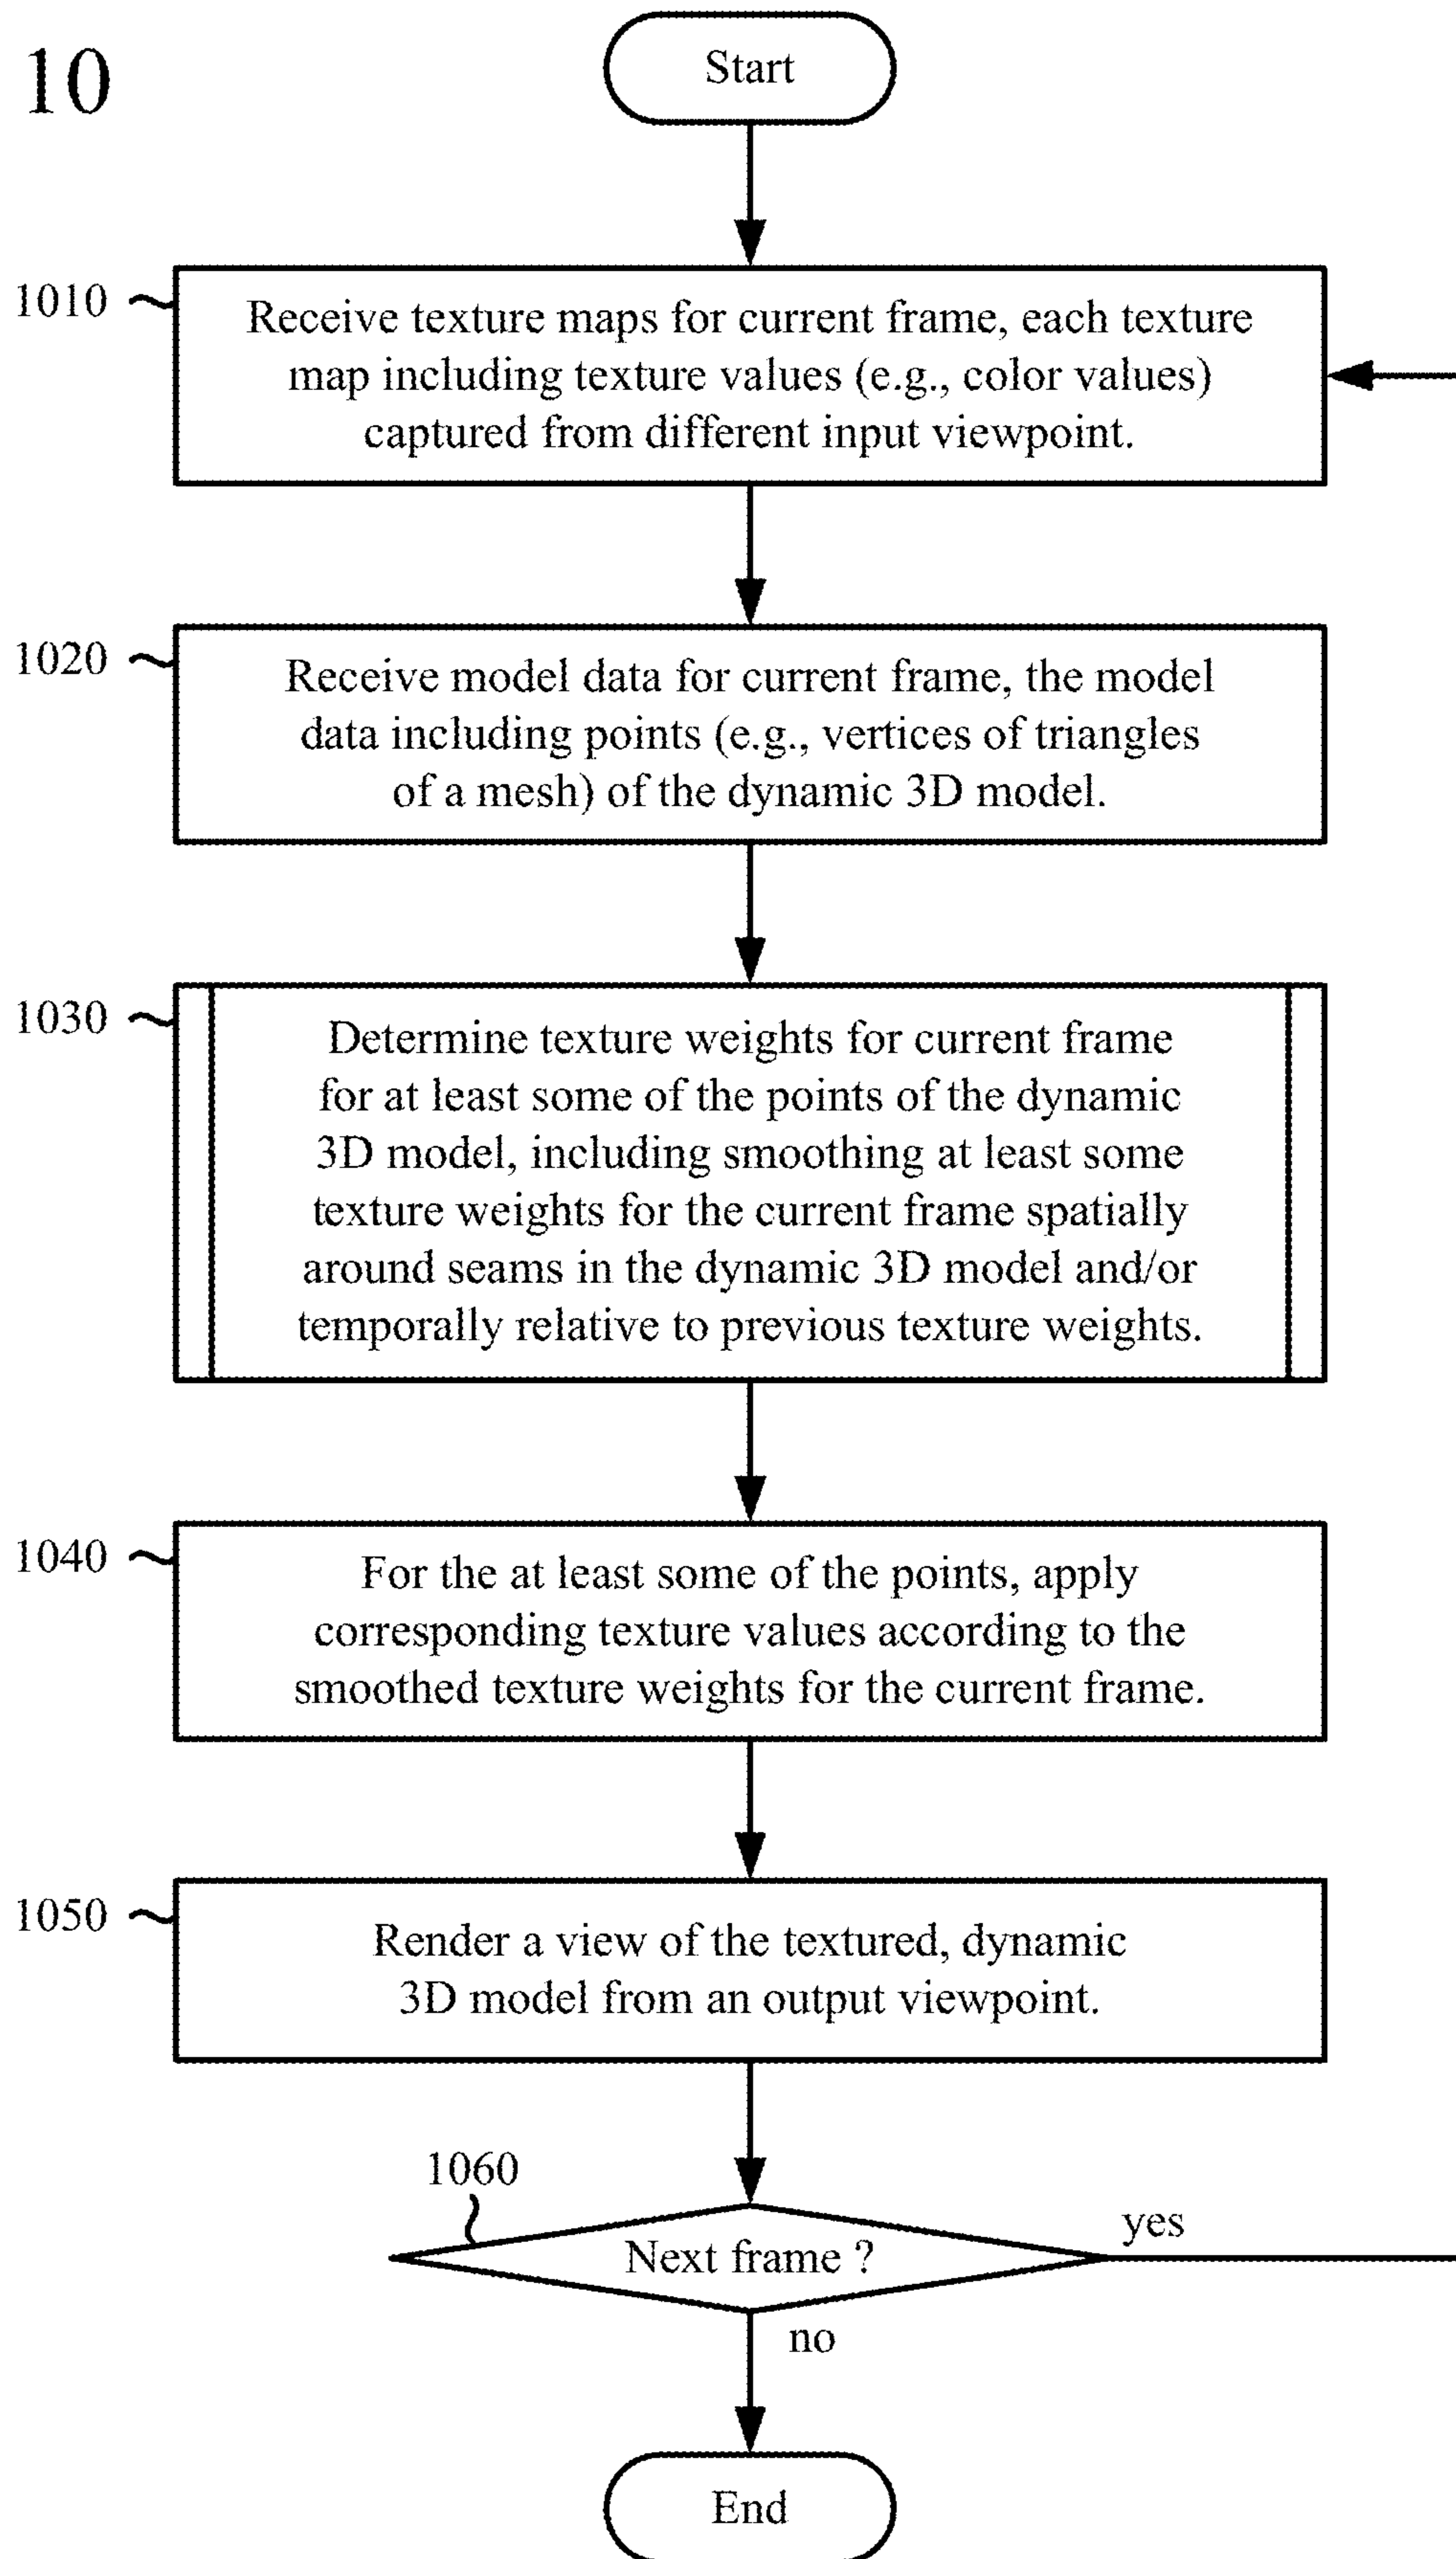 10
Start
1010
Receive texture maps for current frame, each texture
map including texture values (e.g., color values)
captured from different input viewpoint.
1020
Receive model data for current frame, the model
data including points (e.g., vertices of triangles
of a mesh) of the dynamic 3D model.
1030
Determine texture weights for current frame
for at least some of the points of the dynamic
3D model, including smoothing at least some
texture weights for the current frame spatially
around seams in the dynamic 3D model and/or
temporally relative to previous texture weights.
1040
For the at least some of the points, apply
corresponding texture values according to the
smoothed texture weights for the current frame.
1050
Render a view of the textured, dynamic
3D model from an output viewpoint.
1060
Next frame ?
yes
no
End